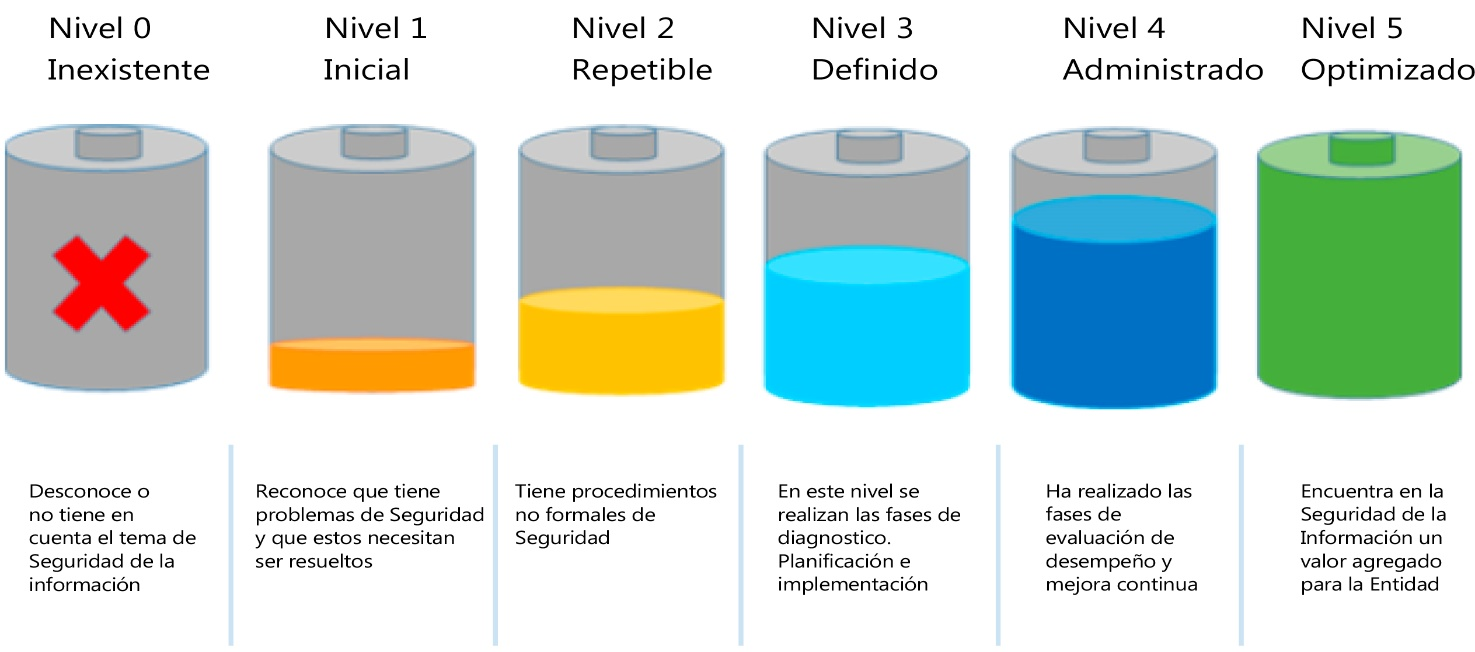 Nivel 0
Inexistente
Nivel 1
Inicial
Nivel 2
Repetible
Nivel 3
Definido
Nivel 4
Administrado
Nivel 5
Optimizado
Desconoce o
no tiene en
cuenta el tema de
Seguridad de la
información
Reconoce que tiene
problemas de Seguridad
y que estos necesitan
ser resueltos
Tiene procedimientos
no formales de
Seguridad
En este nivel se
realizan las fases de
diagnostico.
Planificación e
implementación
Ha realizado las
fases de
evaluación de
desempeño y
mejora continua
Encuentra en la
Seguridad de la
Información un
valor agregado
para la Entidad